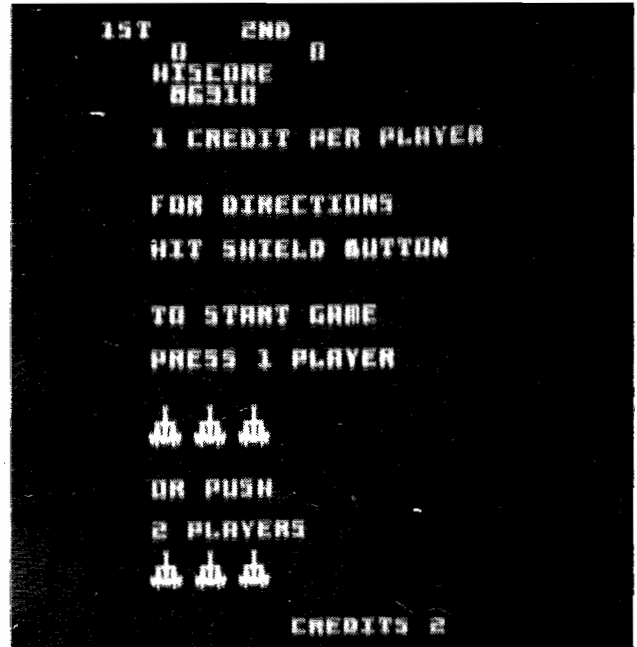 1ST 2ND
0 0
HISCORE
06910
1 CREDIT PER PLAYER
FOR DIRECTIONS
HIT SHIELD BUTTON
TO START GAME
PRESS 1 PLAYER
OR PUSH
2 PLAYERS
CREDITS 2